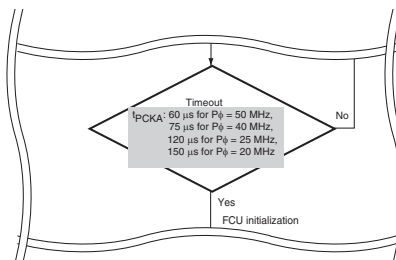 Timeout
tPCKA: 60 μs for Pφ = 50 MHz,
75 μs for Pφ = 40 MHz,
120 μs for Pφ = 25 MHz,
150 μs for Pφ = 20 MHz
No
Yes
FCU initialization